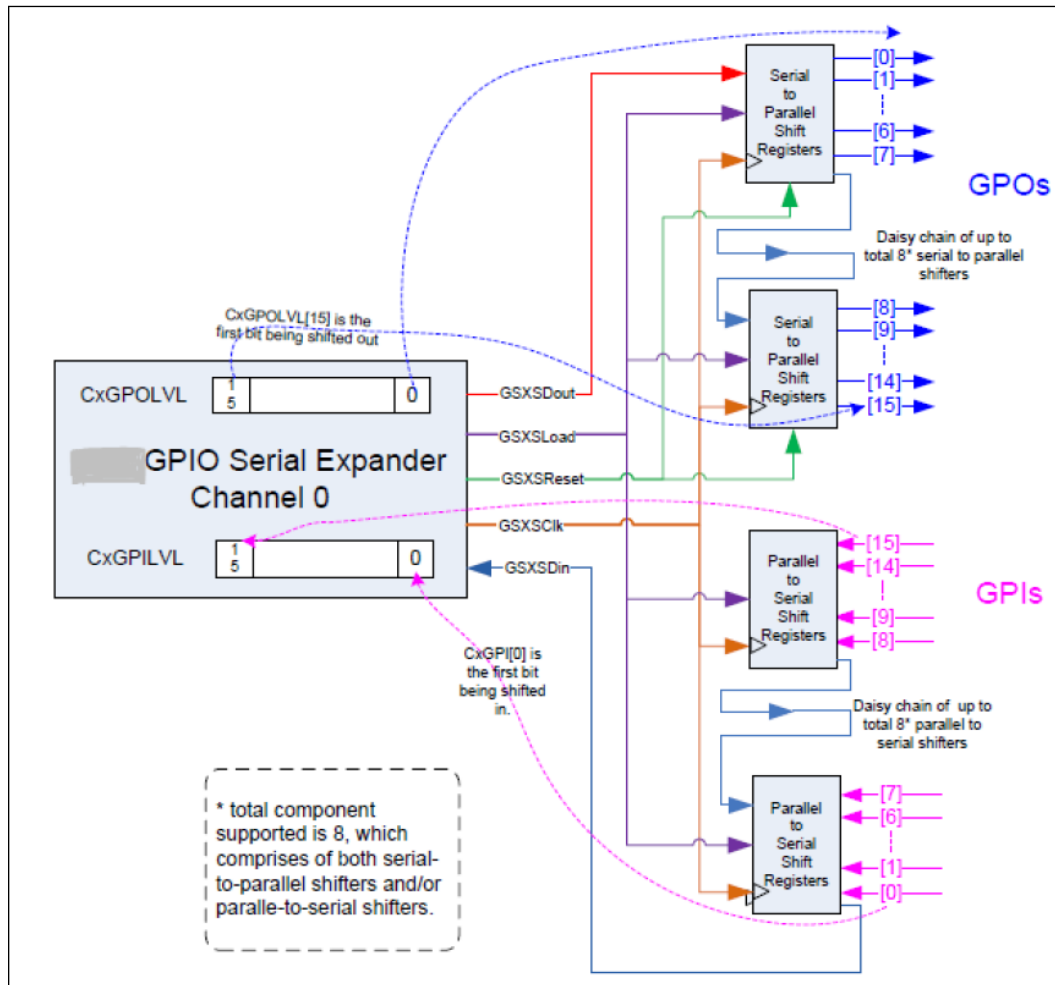 [0]
[1]
[6]
[7]
Serial
to
Parallel
Shift
Registers
GPOs
Daisy chain of up to
total 8* serial to parallel
shifters
CxGPOLVL[15] is the
first bit being shifted out
[8]
[9]
[14]
[15]
Serial
to
Parallel
Shift
Registers
CxGPOLVL
1
5
0
GSXSDout
GSXSLoad
GSXSReset
GSXSClk
GSXSDin
GPIO Serial Expander
Channel 0
CxGPILVL
1
5
0
[15]
[14]
[9]
[8]
Parallel
to
Serial
Shift
Registers
GPIs
CxGPI[0] is
the first bit
being shifted
in.
Daisy chain of up to
total 8* parallel to
serial shifters
[7]
[6]
[1]
[0]
Parallel
to
Serial
Shift
Registers
* total component
supported is 8, which
comprises of both serial-
to-parallel shifters and/or
paralle-to-serial shifters.